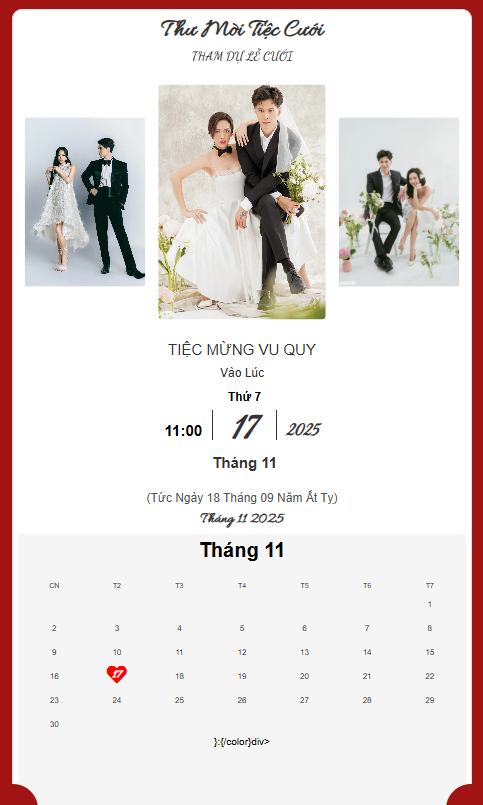 Thư Mời Tiệc Cưới
THAM DỰ LỄ CƯỚI
TIỆC MỪNG VU QUY
Vào Lúc
Thứ 7
11:00 17 2025
Tháng 11
(Tức Ngày 18 Tháng 09 Năm Ất Tỵ)
Tháng 11 2025
Tháng 11
CN T2 T3 T4 T5 T6 T7
1
2 3 4 5 6 7 8
9 10 11 12 13 14 15
16 17 18 19 20 21 22
23 24 25 26 27 28 29
30
}:{/color}div>